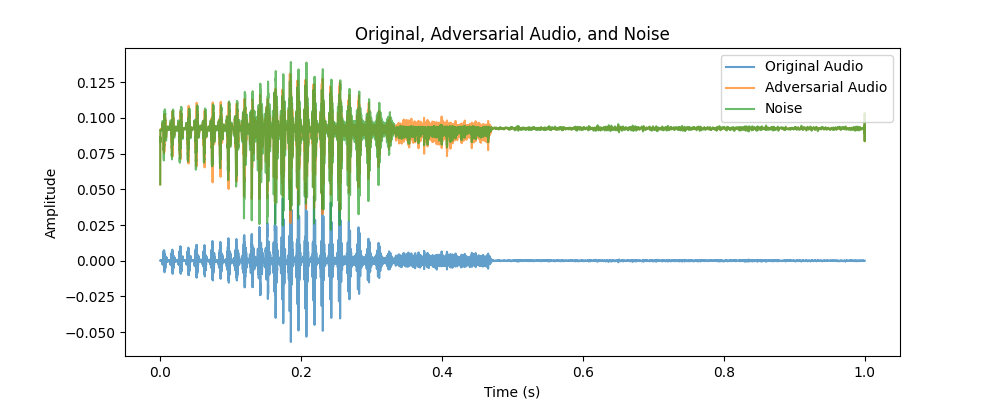 Original, Adversarial Audio, and Noise
Original Audio
Adversarial Audio
Noise
Amplitude
0.125
0.100
0.075
0.050
0.025
0.000
−0.025
−0.050
0.0 0.2 0.4 0.6 0.8 1.0
Time (s)